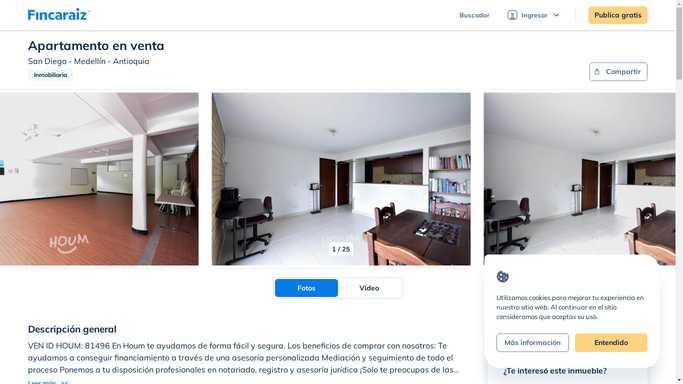 Fincaraiz
Buscador
Ingresar
Publica gratis
Apartamento en venta
San Diego - Medellín - Antioquia
Inmobiliaria
Compartir
HOUM
1 / 25
Fotos
Video
Descripción general
VEN ID HOUM: 81496 En Houm te ayudamos de forma fácil y segura. Los beneficios de comprar con nosotros: Te
ayudamos a conseguir financiamiento a través de una asesoría personalizada Mediación y seguimiento de todo el
proceso Ponemos a tu disposición profesionales en notariado, registro y asesoría jurídica ¡Solo te preocupas de las...
Leer más
Utilizamos cookies para mejorar tu experiencia en
nuestro sitio web. Al continuar en el sitio
consideramos que aceptas su uso.
Más información
Entendido
¿Te interesó este inmueble?